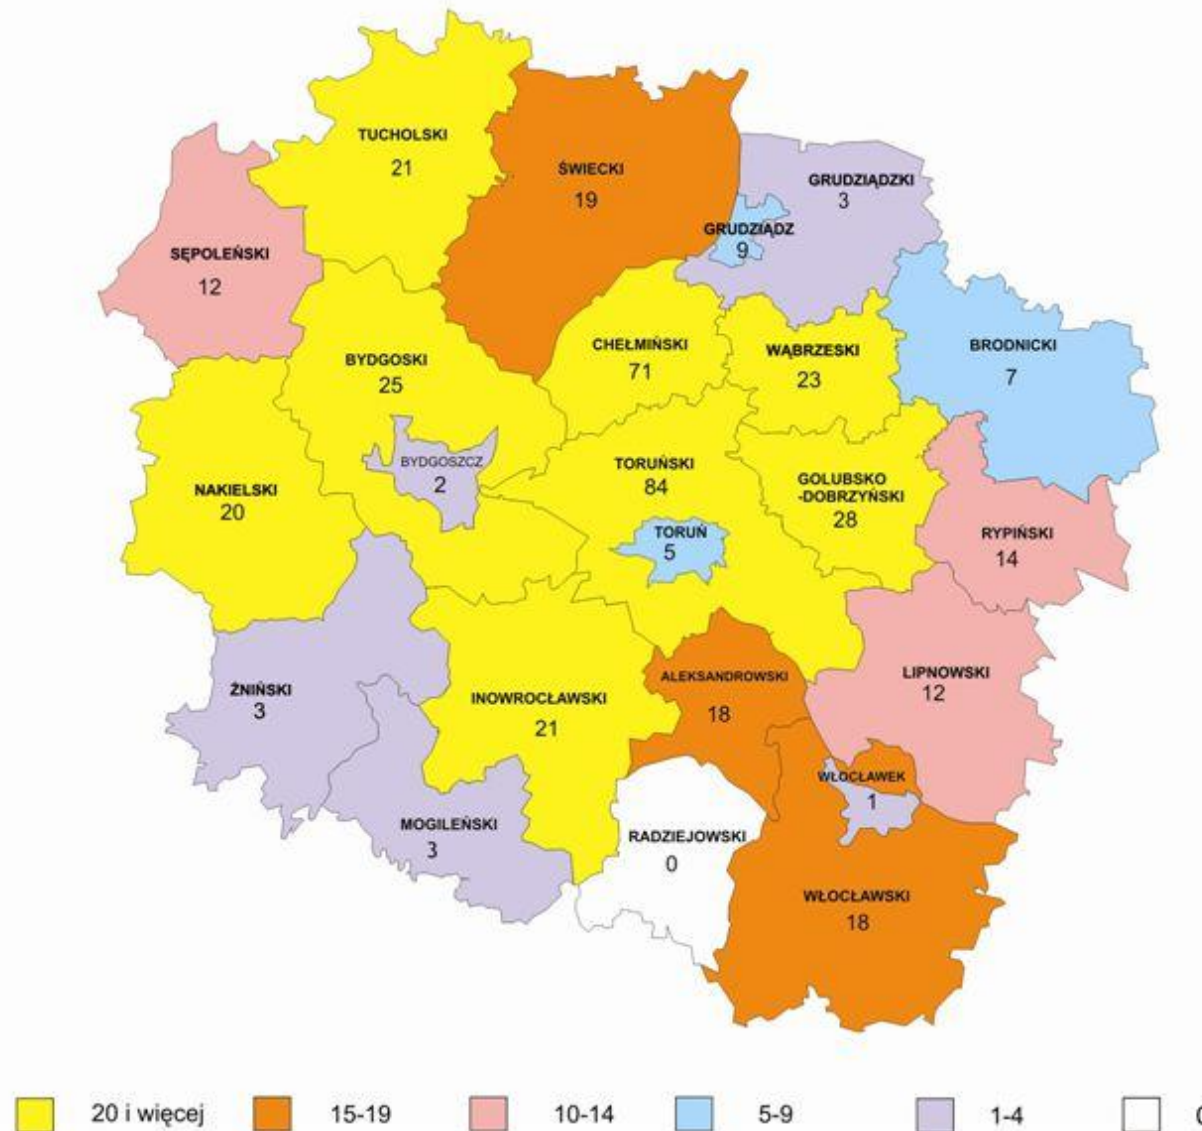 TUCHOLSKI
21
ŚWIECKI
19
GRUDZIĄDZKI
3
GRUDZIĄDZ
9
SĘPOLEŃSKI
12
BYDGOSKI
25
CHEŁMIŃSKI
71
WĄBRZESKI
23
BRODNICKI
7
BYDGOSZCZ
2
TORUŃSKI
84
GOLUBSKO
-DOBRZYŃSKI
28
NAKIELSKI
20
TORUŃ
5
RYPIŃSKI
14
ŻNIŃSKI
3
INOWROCŁAWSKI
21
ALEKSANDROWSKI
18
LIPNOWSKI
12
WŁOCŁAWEK
1
MOGILEŃSKI
3
RADZIEJOWSKI
0
WŁOCŁAWSKI
18
20 i więcej 15-19 10-14 5-9 1-4 0